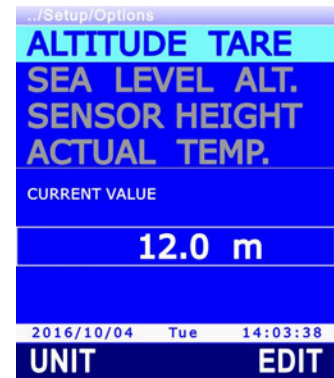 ../Setup/Options
ALTITUDE TARE
SEA LEVEL ALT.
SENSOR HEIGHT
ACTUAL TEMP.
CURRENT VALUE
12.0 m
2016/10/04 Tue 14:03:38
UNIT EDIT